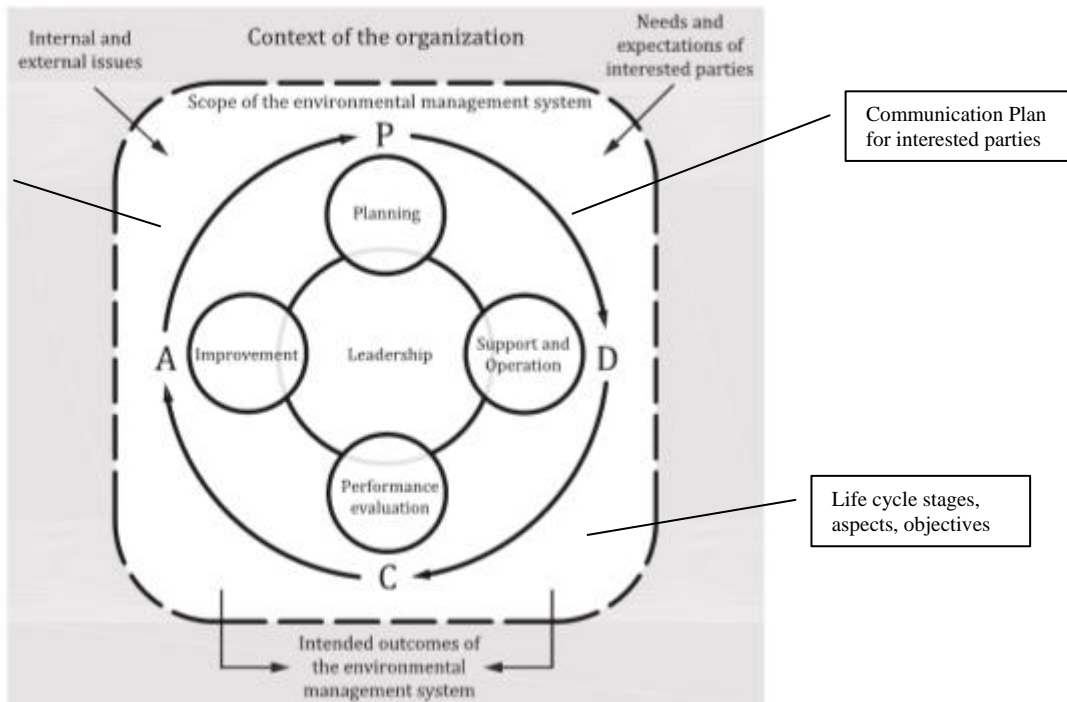 Internal and
external issues
Context of the organization
Needs and
expectations of
interested parties
Scope of the environmental management system
Communication Plan
for interested parties
P
Planning
A
Improvement
Leadership
Support and
Operation
D
Performance
evaluation
Life cycle stages,
aspects, objectives
C
Intended outcomes of
the environmental
management system